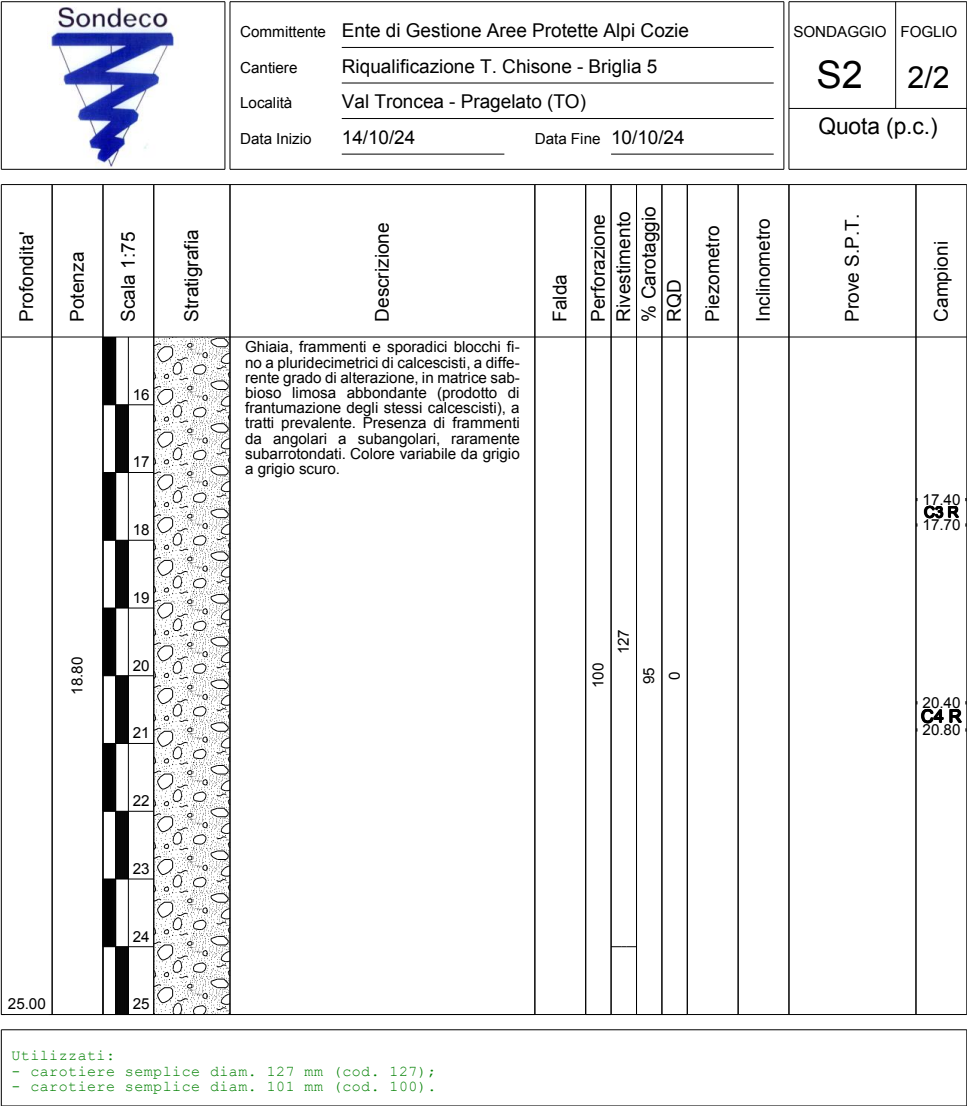 Sondeco
Committente Ente di Gestione Aree Protette Alpi Cozie
Cantiere Riqualificazione T. Chisone - Briglia 5
Località Val Troncea - Pragelato (TO)
Data Inizio 14/10/24 Data Fine 10/10/24
SONDAGGIO FOGLIO
S2 2/2
Quota (p.c.)
Profondita' Potenza Scala 1:75 Stratigrafia Descrizione Falda Perforazione Rivestimento % Carotaggio RQD Piezometro Inclinometro Prove S.P.T. Campioni
Ghiaia, frammenti e sporadici blocchi fi-
no a pluridecimetrici di calcescisti, a diffe-
rente grado di alterazione, in matrice sab-
bioso limosa abbondante (prodotto di
frantumazione degli stessi calcescisti), a
tratti prevalente. Presenza di frammenti
da angolari a subangolari, raramente
subarrotondati. Colore variabile da grigio
a grigio scuro.
16
17
17.40
C3 R
17.70
18
19
18.80
20
100
127
95
0
20.40
C4 R
20.80
21
22
23
24
25.00
25
Utilizzati:
- carotiere semplice diam. 127 mm (cod. 127);
- carotiere semplice diam. 101 mm (cod. 100).